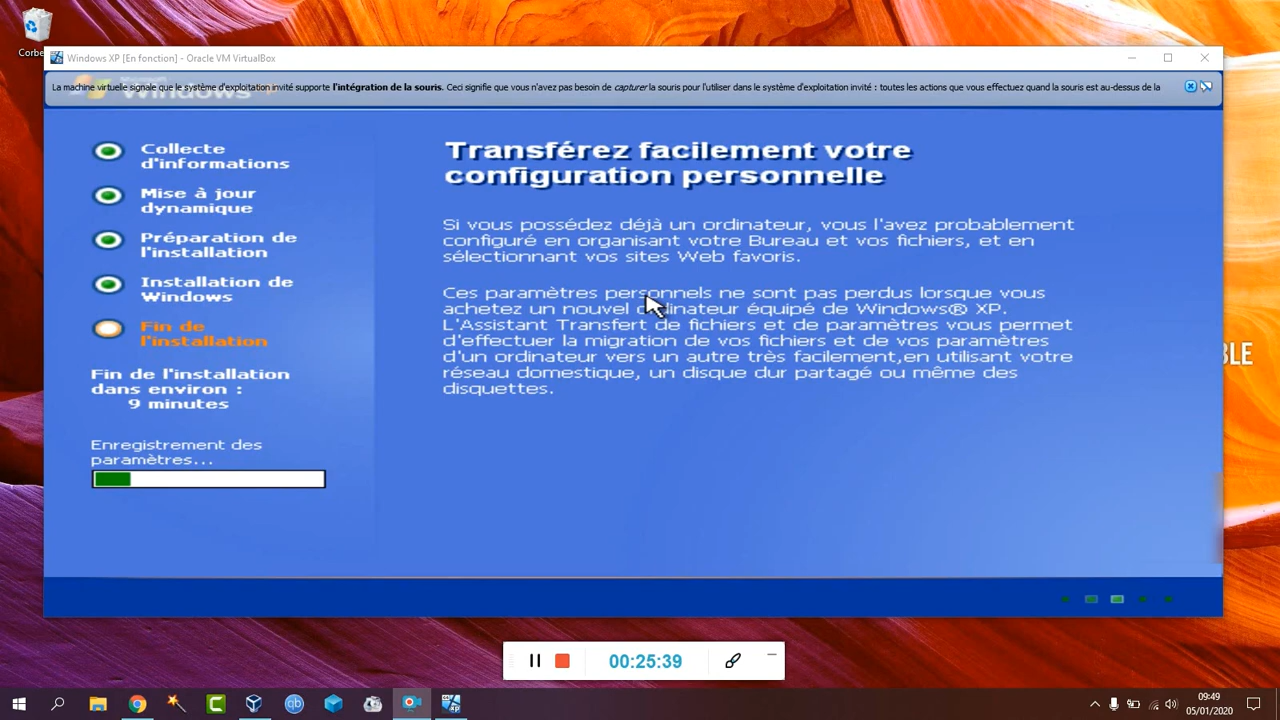 Corbe
Windows XP [En fonction] - Oracle VM VirtualBox
La machine virtuelle signale que le système d'exploitation invité supporte l'intégration de la souris. Ceci signifie que vous n'avez pas besoin de capturer la souris pour l'utiliser dans le système d'exploitation invité : toutes les actions que vous effectuez quand la souris est au-dessus de la
Windows
Collecte
d'informations
Mise à jour
dynamique
Préparation de
l'installation
Installation de
Windows
Fin de
l'installation
Fin de l'installation
dans environ :
9 minutes
Enregistrement des
paramètres...
Transférez facilement votre
configuration personnelle
Si vous possédez déjà un ordinateur, vous l'avez probablement
configuré en organisant votre Bureau et vos fichiers, et en
sélectionnant vos sites Web favoris.
Ces paramètres personnels ne sont pas perdus lorsque vous
achetez un nouvel ordinateur équipé de Windows® XP.
L'Assistant Transfert de fichiers et de paramètres vous permet
d'effectuer la migration de vos fichiers et de vos paramètres
d'un ordinateur vers un autre très facilement,en utilisant votre
réseau domestique, un disque dur partagé ou même des
disquettes.
BLE
00:25:39
qb
09:49
05/01/2020